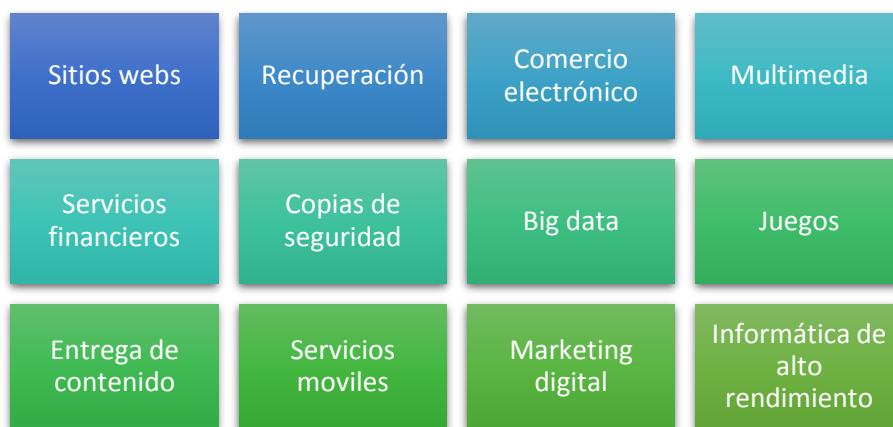 Sitios webs
Recuperación
Comercio
electrónico
Multimedia
Servicios
financieros
Copias de
seguridad
Big data
Juegos
Entrega de
contenido
Servicios
moviles
Marketing
digital
Informática de
alto
rendimiento